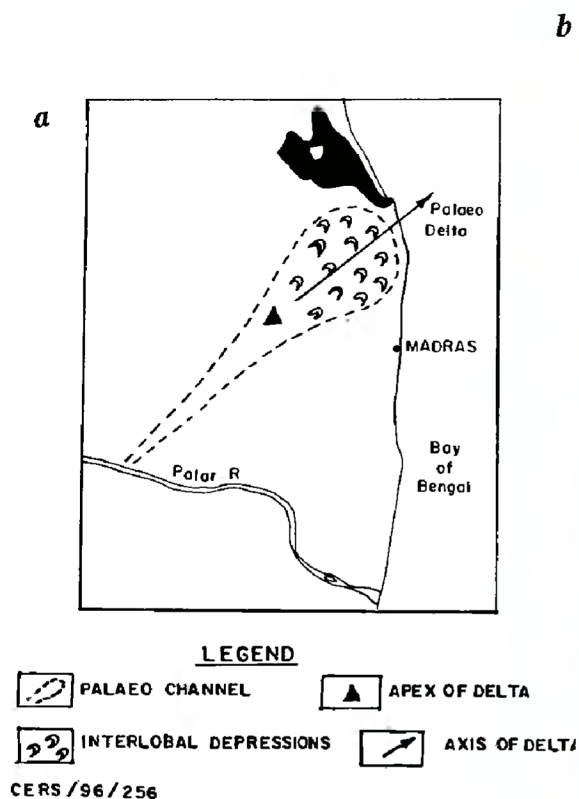 b
a
Palaeo
Delta
MADRAS
Bay
of
Bengal
Palar R
LEGEND
PALAEO CHANNEL
APEX OF DELTA
INTERLOBAL DEPRESSIONS
AXIS OF DELTA
CERS/96/256